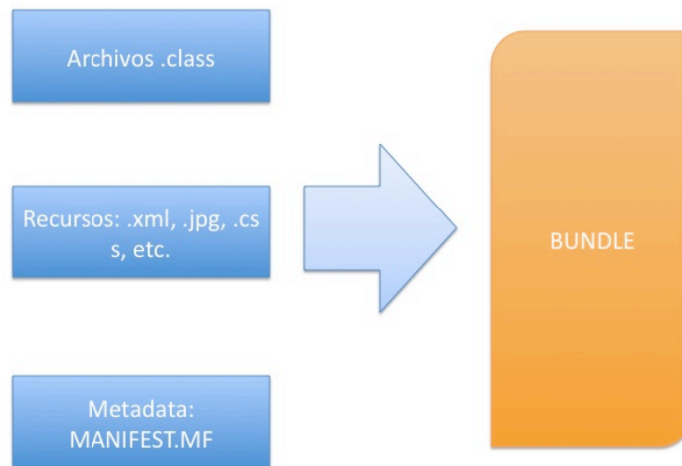 Archivos .class
Recursos: .xml, .jpg, .cs
s, etc.
BUNDLE
Metadata:
MANIFEST.MF